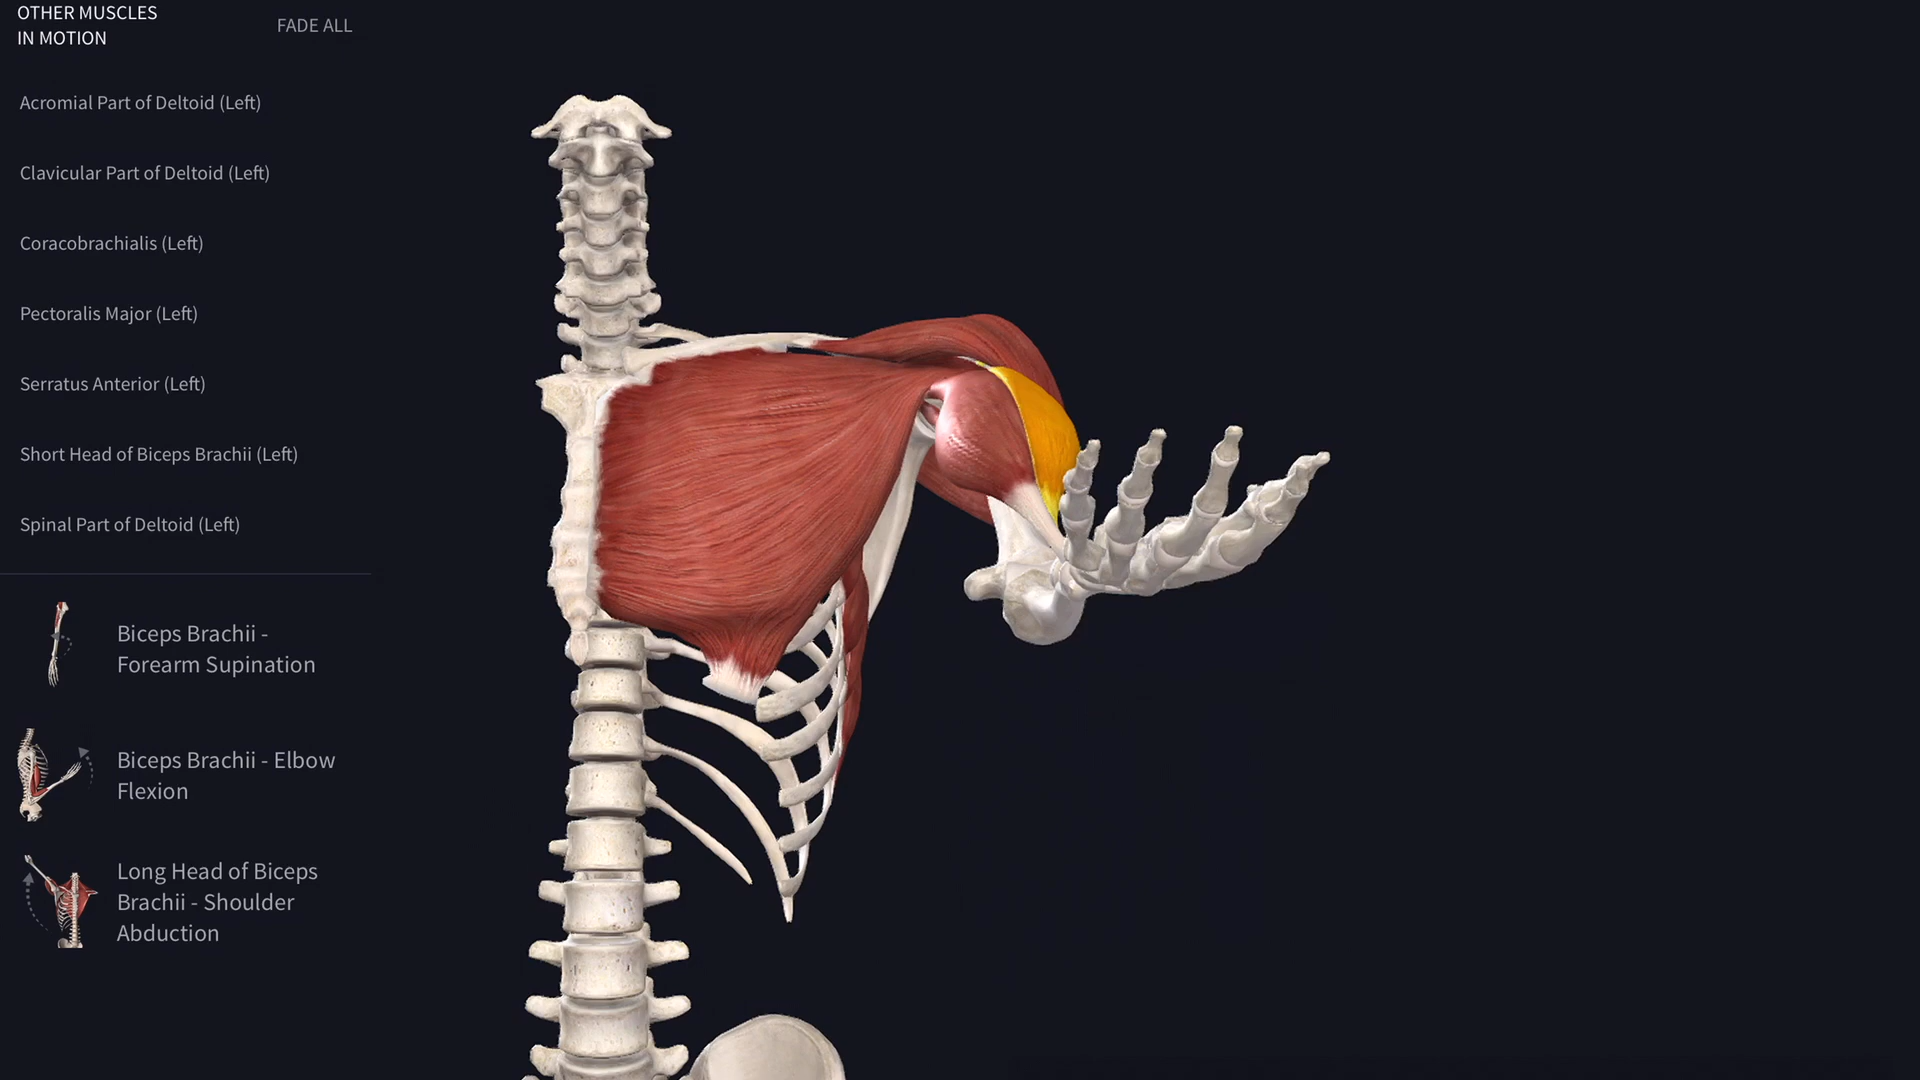 OTHER MUSCLES
IN MOTION
FADE ALL
Acromial Part of Deltoid (Left)
Clavicular Part of Deltoid (Left)
Coracobrachialis (Left)
Pectoralis Major (Left)
Serratus Anterior (Left)
Short Head of Biceps Brachii (Left)
Spinal Part of Deltoid (Left)
Biceps Brachii -
Forearm Supination
Biceps Brachii - Elbow
Flexion
Long Head of Biceps
Brachii - Shoulder
Abduction